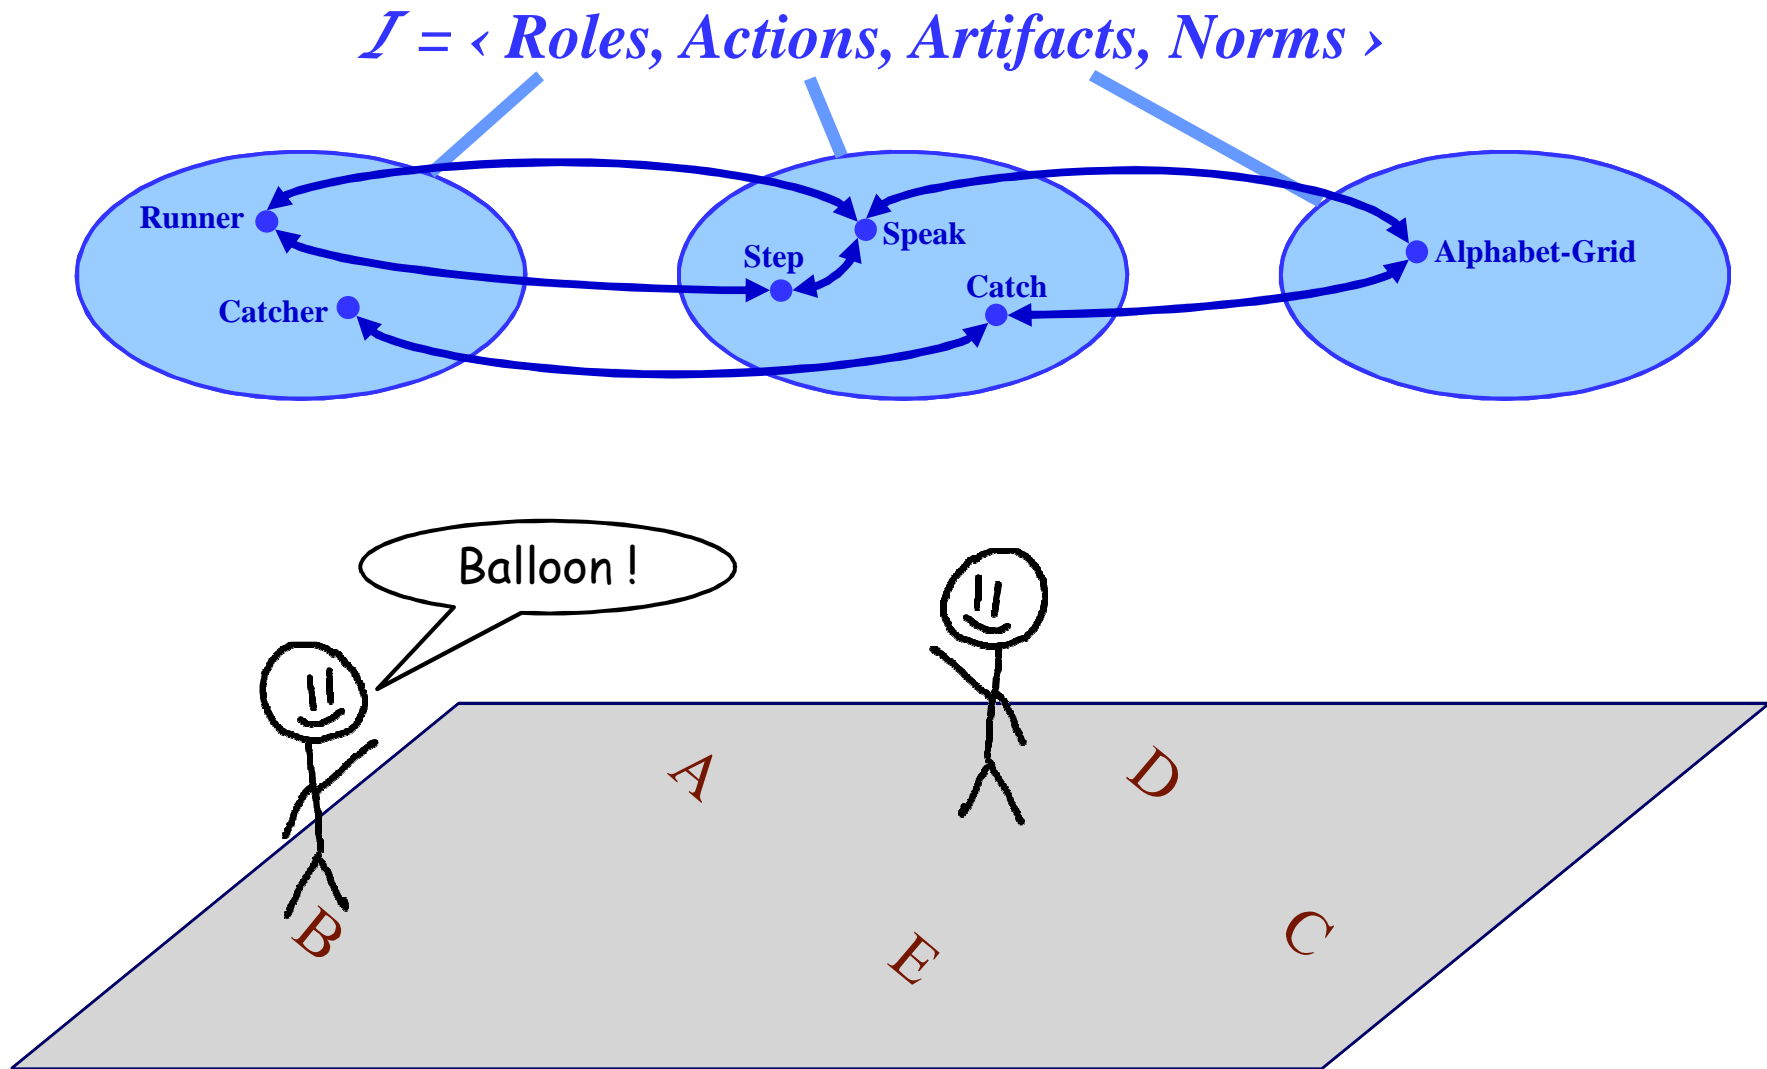 I = ‹ Roles, Actions, Artifacts, Norms ›
Runner
Speak
Alphabet-Grid
Step
Catch
Catcher
Balloon !
A
D
B
E
C